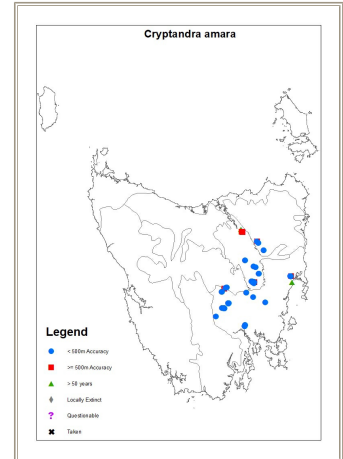 Cryptandra amara
Legend
< 500m Accuracy
>= 500m Accuracy
> 50 years
Locally Extinct
Questionable
Taken